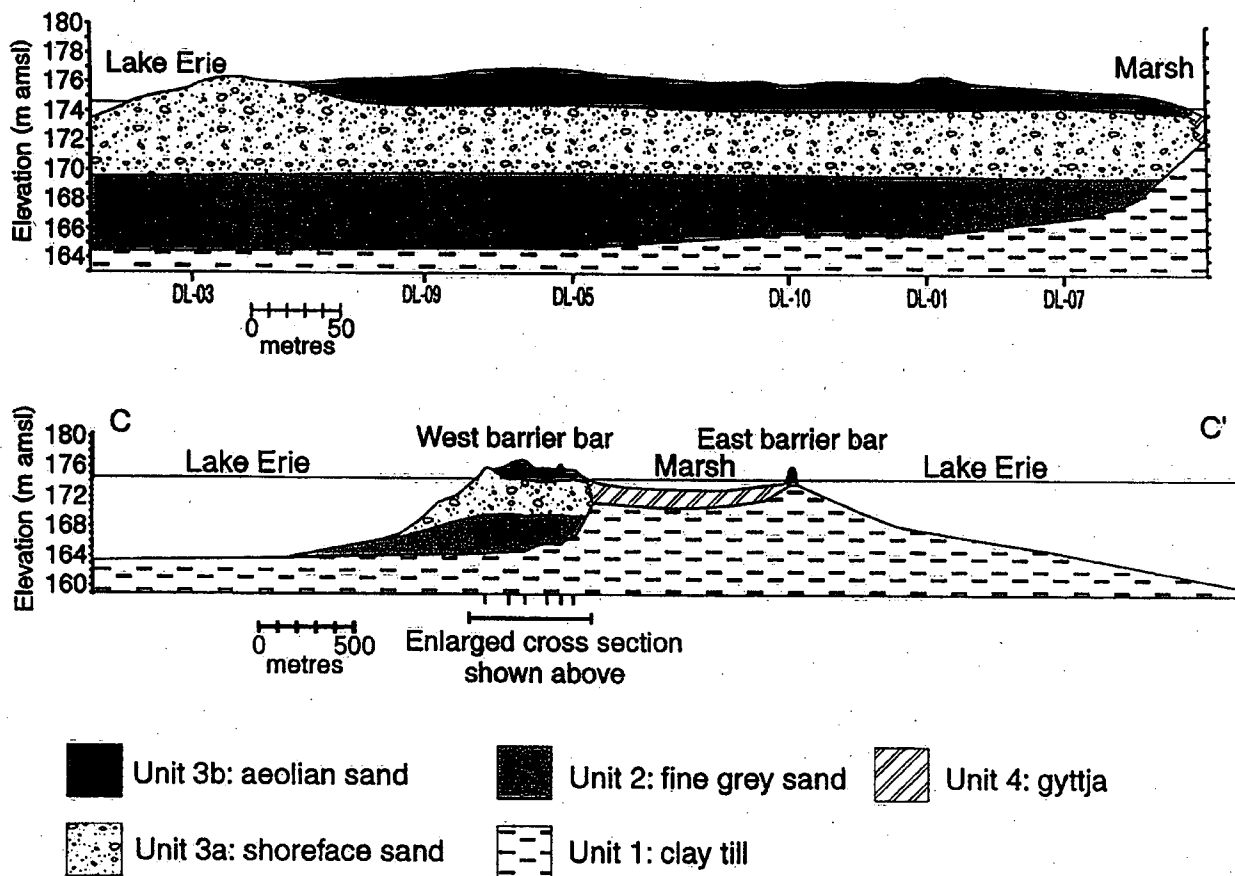 Elevation (m amsl)
180
178
176
174
172
170
168
166
164
Lake Erie
Marsh
DL-03
DL-09
DL-05
DL-10
DL-01
DL-07
0 50
metres
C
C'
Elevation (m amsl)
180
176
172
168
164
160
Lake Erie
West barrier bar
Marsh
East barrier bar
Lake Erie
0 500
metres
Enlarged cross section
shown above
Unit 3b: aeolian sand
Unit 2: fine grey sand
Unit 4: gyttja
Unit 3a: shoreface sand
Unit 1: clay till